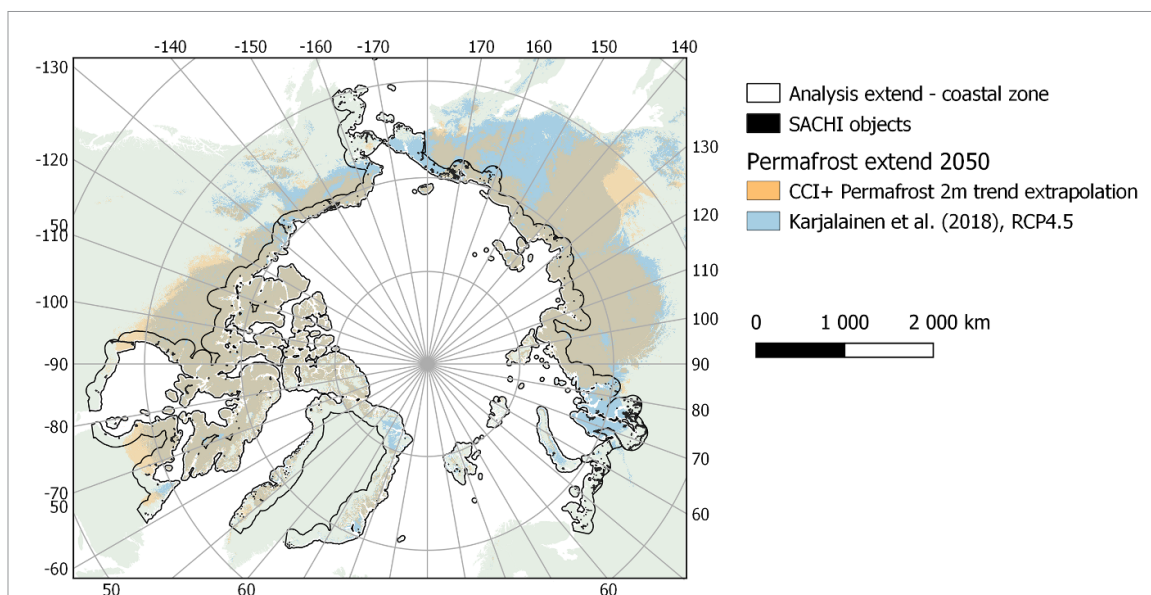 -140 -150 -160 -170 170 160 150 140
-130
-120
50
-110
-100
-90
-80
-70
50
-60
130
120
110
100
90
80
70
60
50 60 60
Analysis extend - coastal zone
SACHI objects
Permafrost extend 2050
CCI+ Permafrost 2m trend extrapolation
Karjalainen et al. (2018), RCP4.5
0 1 000 2 000 km